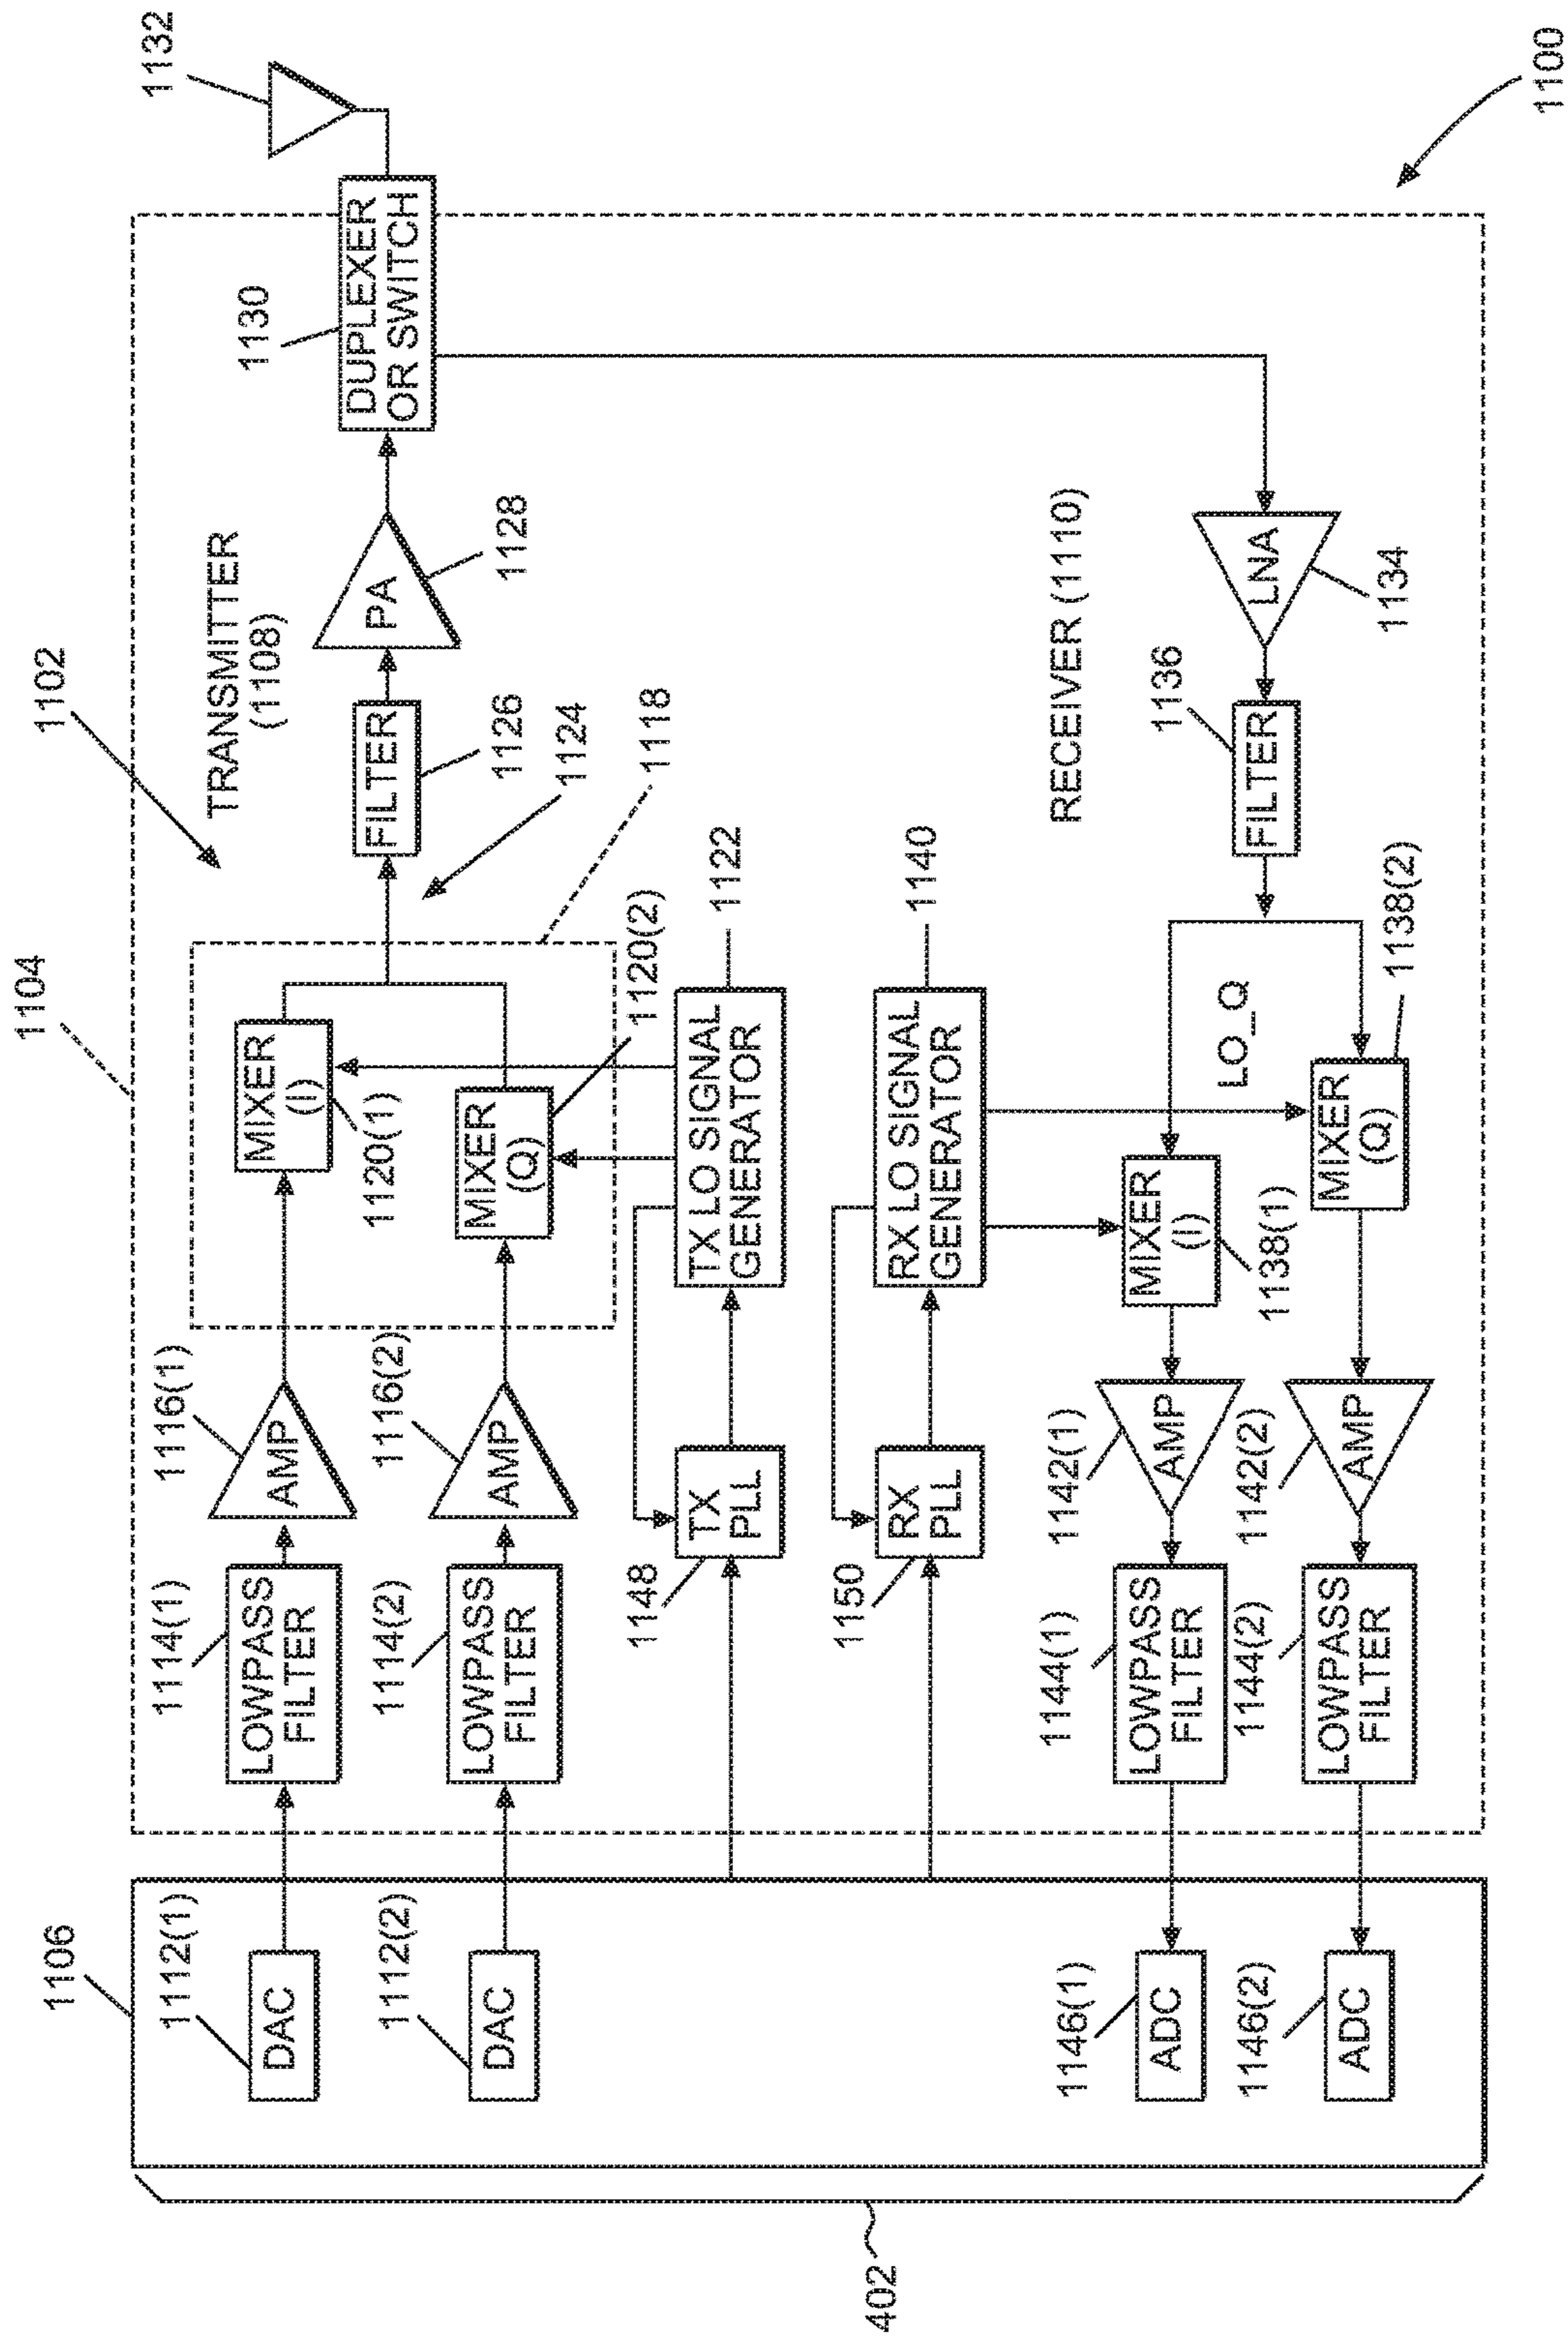 1104
1102
1132
1106
1112(1)
DAC
1114(1)
LOWPASS
FILTER
1116(1)
AMP
MIXER
(I)
1120(1)
TRANSMITTER
(1108)
FILTER
1126
PA
1128
1130
DUPLEXER
OR SWITCH
1124
1118
1112(2)
DAC
1114(2)
LOWPASS
FILTER
1116(2)
AMP
MIXER
(Q)
1120(2)
1148
TX
PLL
TX LO SIGNAL
GENERATOR
1122
1150
RX
PLL
RX LO SIGNAL
GENERATOR
1140
402
1146(1)
ADC
1144(1)
LOWPASS
FILTER
1142(1)
AMP
MIXER
(I)
1138(1)
LO_Q
RECEIVER (1110)
1136
FILTER
LNA
1134
1146(2)
ADC
1144(2)
LOWPASS
FILTER
1142(2)
AMP
MIXER
(Q)
1138(2)
1100